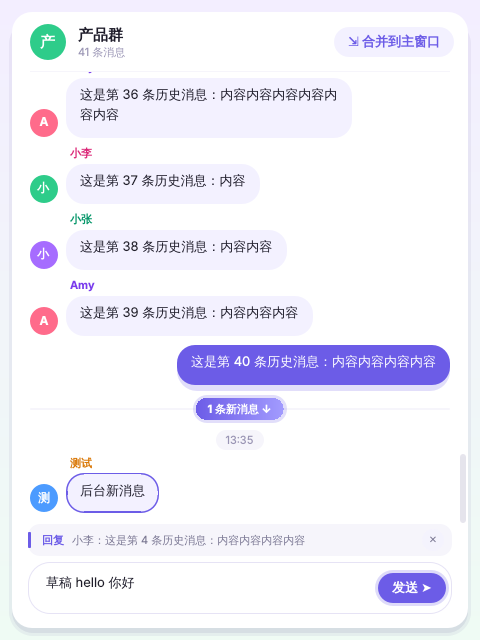 产
产品群
41 条消息
⇲ 合并到主窗口
这是第 36 条历史消息：内容内容内容内容内
容内容
A
小李
这是第 37 条历史消息：内容
小
小张
这是第 38 条历史消息：内容内容
小
Amy
这是第 39 条历史消息：内容内容内容
A
这是第 40 条历史消息：内容内容内容内容
1 条新消息 ↓
13:35
测试
后台新消息
测
回复 小李：这是第 4 条历史消息：内容内容内容内容 ×
草稿 hello 你好
发送 ➤